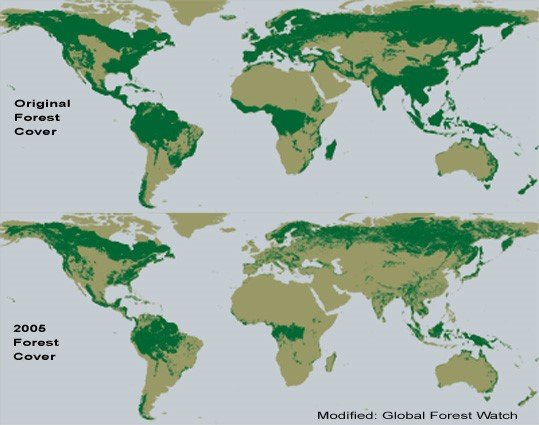 Original
Forest
Cover
2005
Forest
Cover
Modified: Global Forest Watch